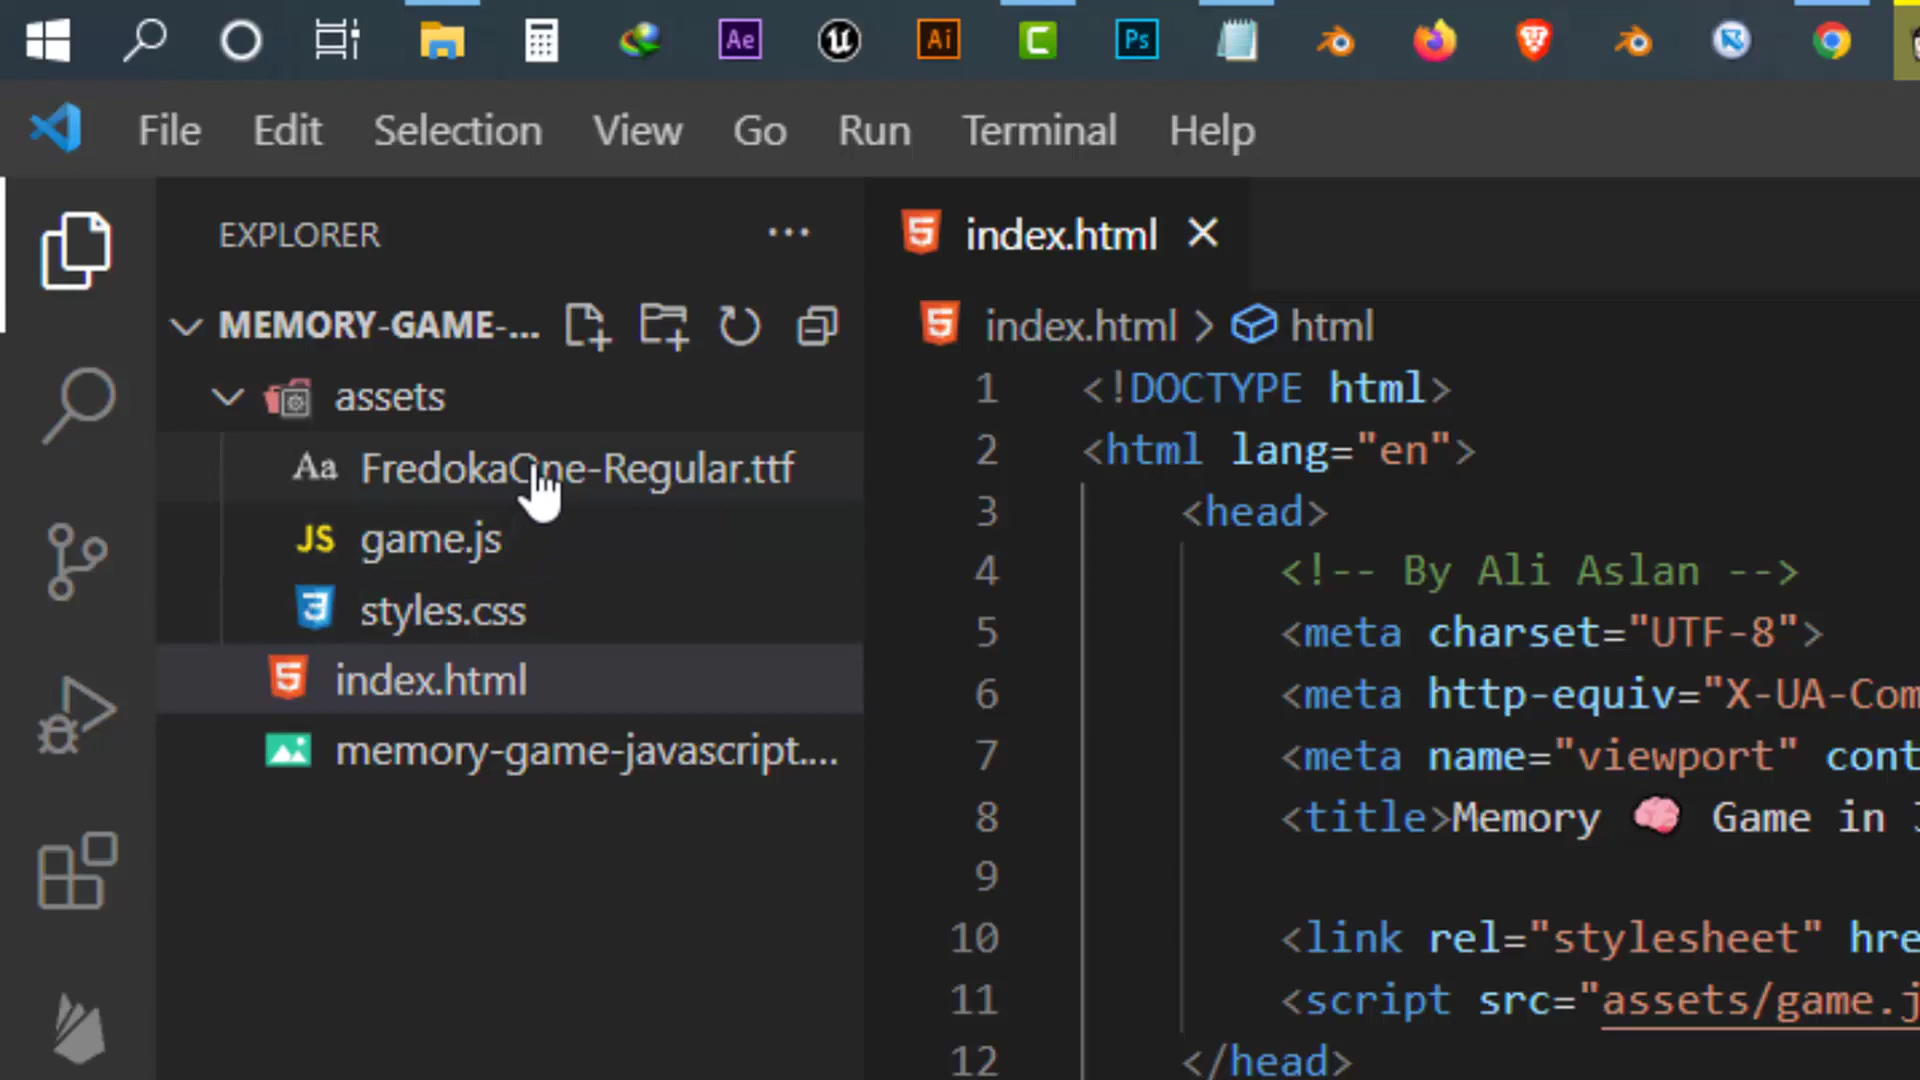 Ae
Ai
C
Ps
File Edit Selection View Go Run Terminal Help
EXPLORER
MEMORY-GAME-...
assets
Aa FredokaOne-Regular.ttf
JS game.js
styles.css
index.html
memory-game-javascript....
index.html
index.html > html
1 <!DOCTYPE html>
2 <html lang="en">
3 <head>
4 <!-- By Ali Aslan -->
5 <meta charset="UTF-8">
6 <meta http-equiv="X-UA-Com
7 <meta name="viewport" cont
8 <title>Memory 🧠 Game in J
9
10 <link rel="stylesheet" hre
11 <script src="assets/game.j
12 </head>